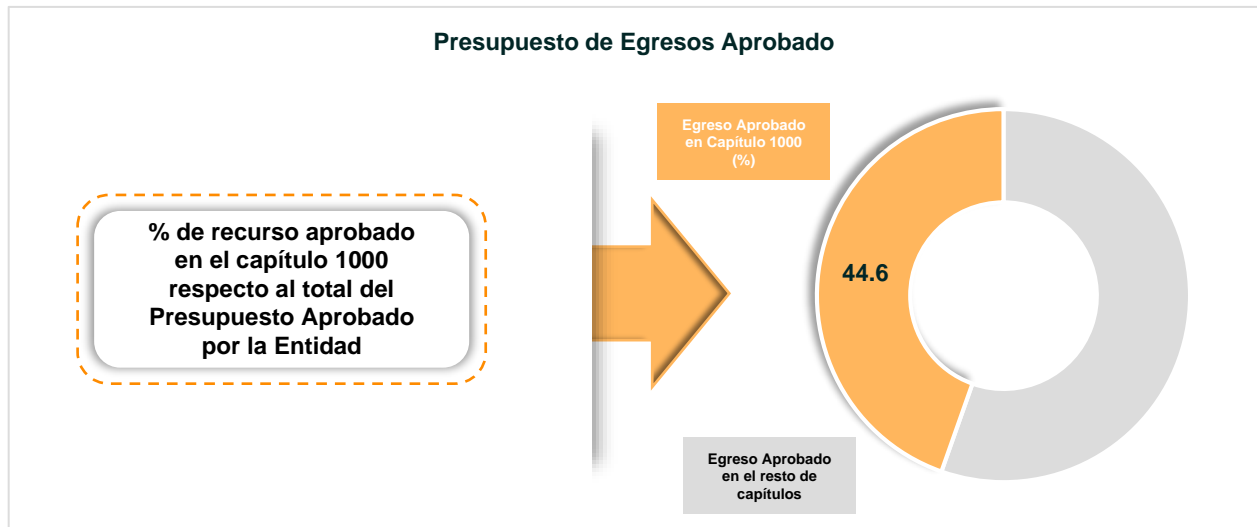 Presupuesto de Egresos Aprobado
% de recurso aprobado
en el capítulo 1000
respecto al total del
Presupuesto Aprobado
por la Entidad
Egreso Aprobado
en Capítulo 1000
(%)
44.6
Egreso Aprobado
en el resto de
capítulos